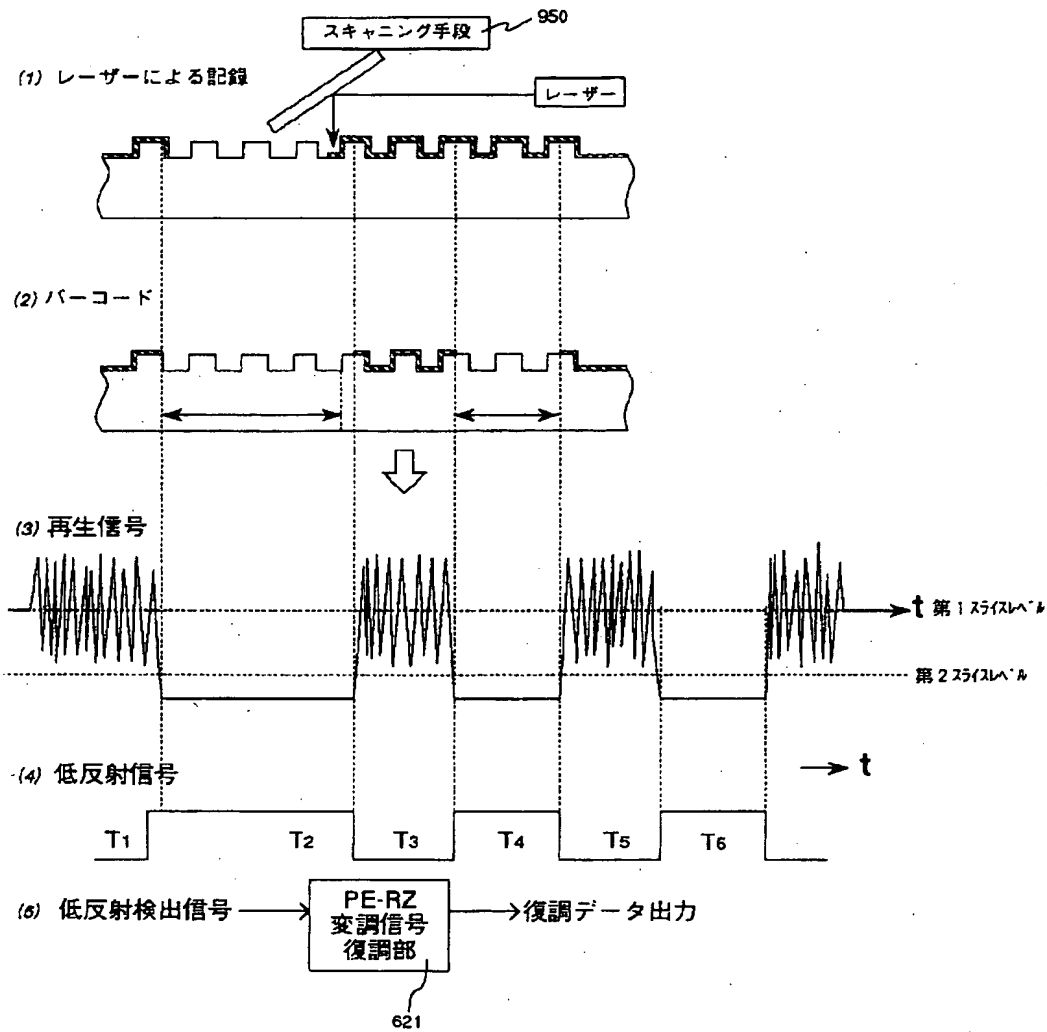 スキャニング手段
950
(1) レーザーによる記録
レーザー
(2) バーコード
(3) 再生信号
t 第1スライスレベル
第2スライスレベル
(4) 低反射信号
t
T1 T2 T3 T4 T5 T6
(5) 低反射検出信号
PE-RZ
変調信号
復調部
復調データ出力
621